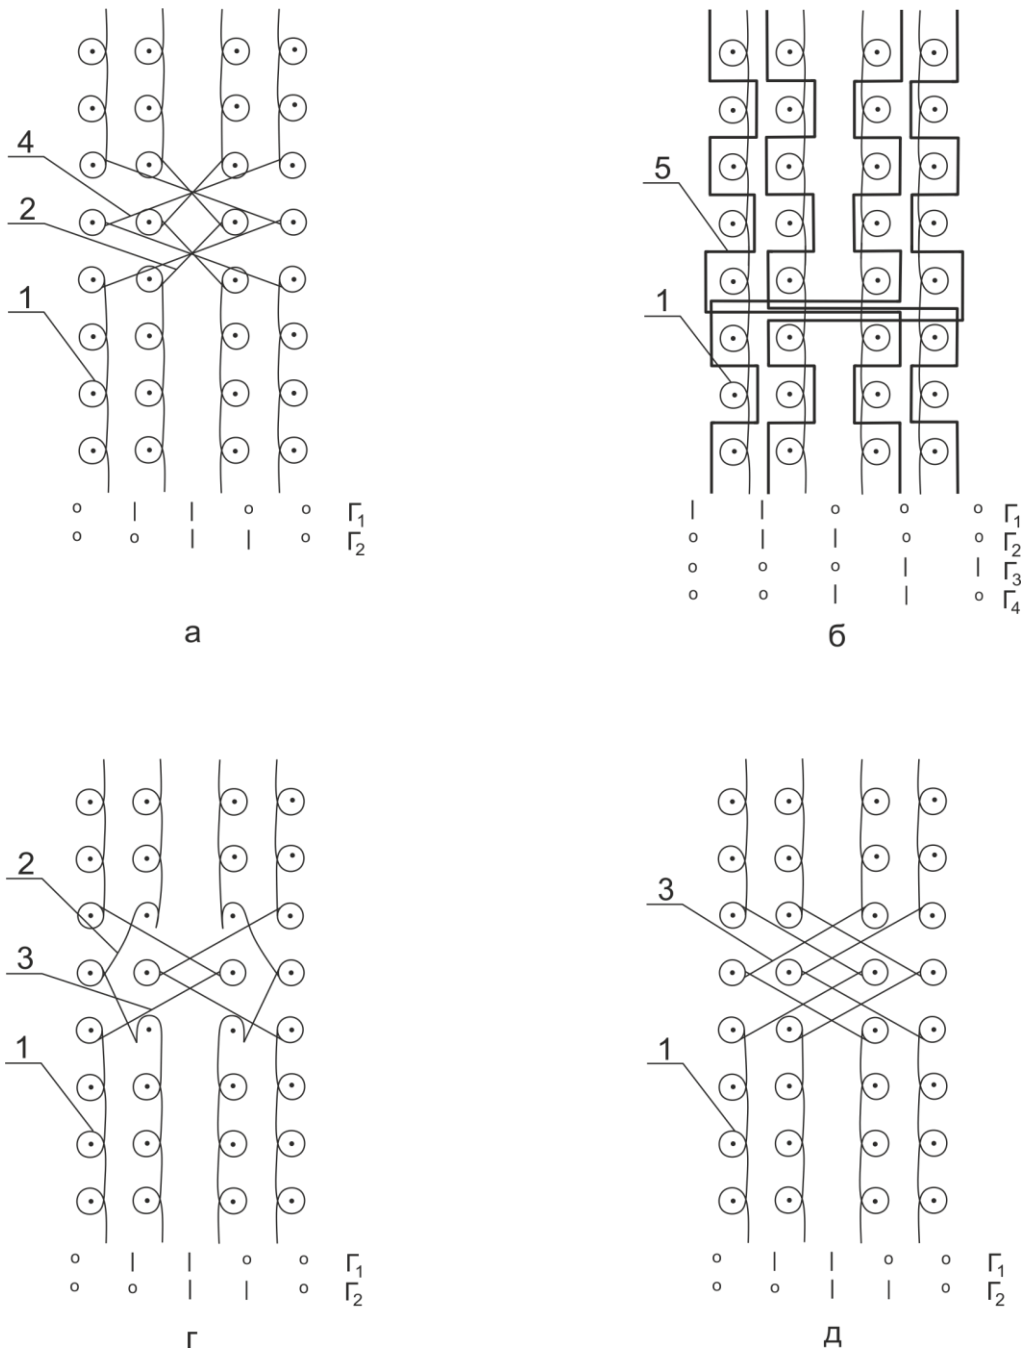 4
2
1
о | | о о Г1
о о | | о Г2
а
5
1
| | о о о Г1
о | | о о Г2
о о о | | Г3
о о | | о Г4
б
2
3
1
о | | о о Г1
о о | | о Г2
г
3
1
о | | о о Г1
о о | | о Г2
д